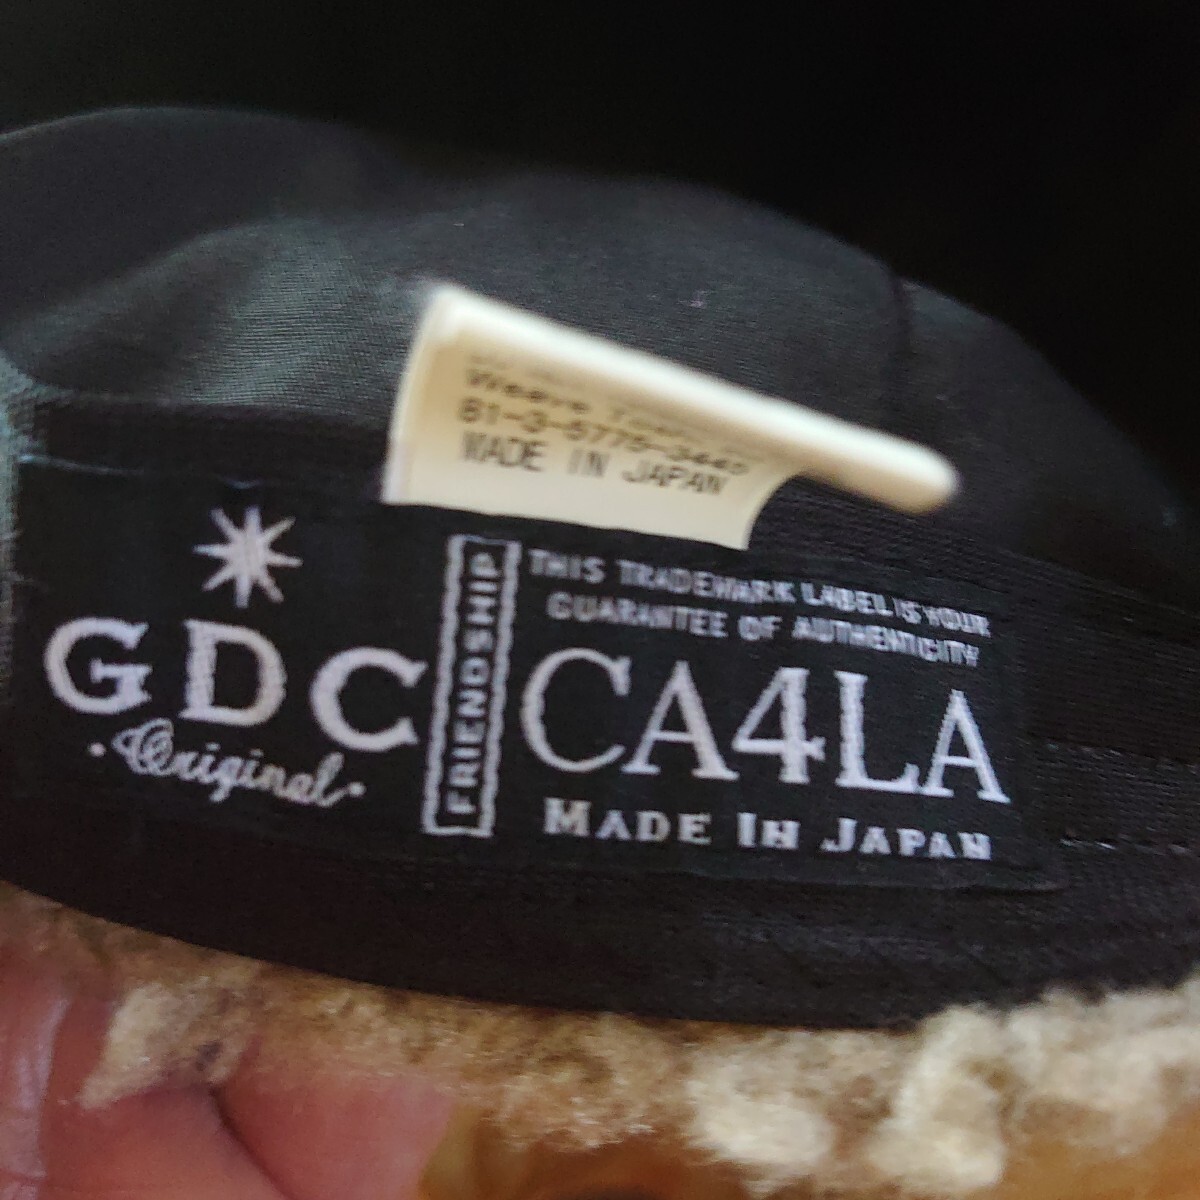 Weave
81-3-5775-344
MADE IN JAPAN
GDC
Original
FRIENDSHIP
THIS TRADEMARK LABEL IS YOUR
GUARANTEE OF AUTHENTICITY
CA4LA
MADE IN JAPAN